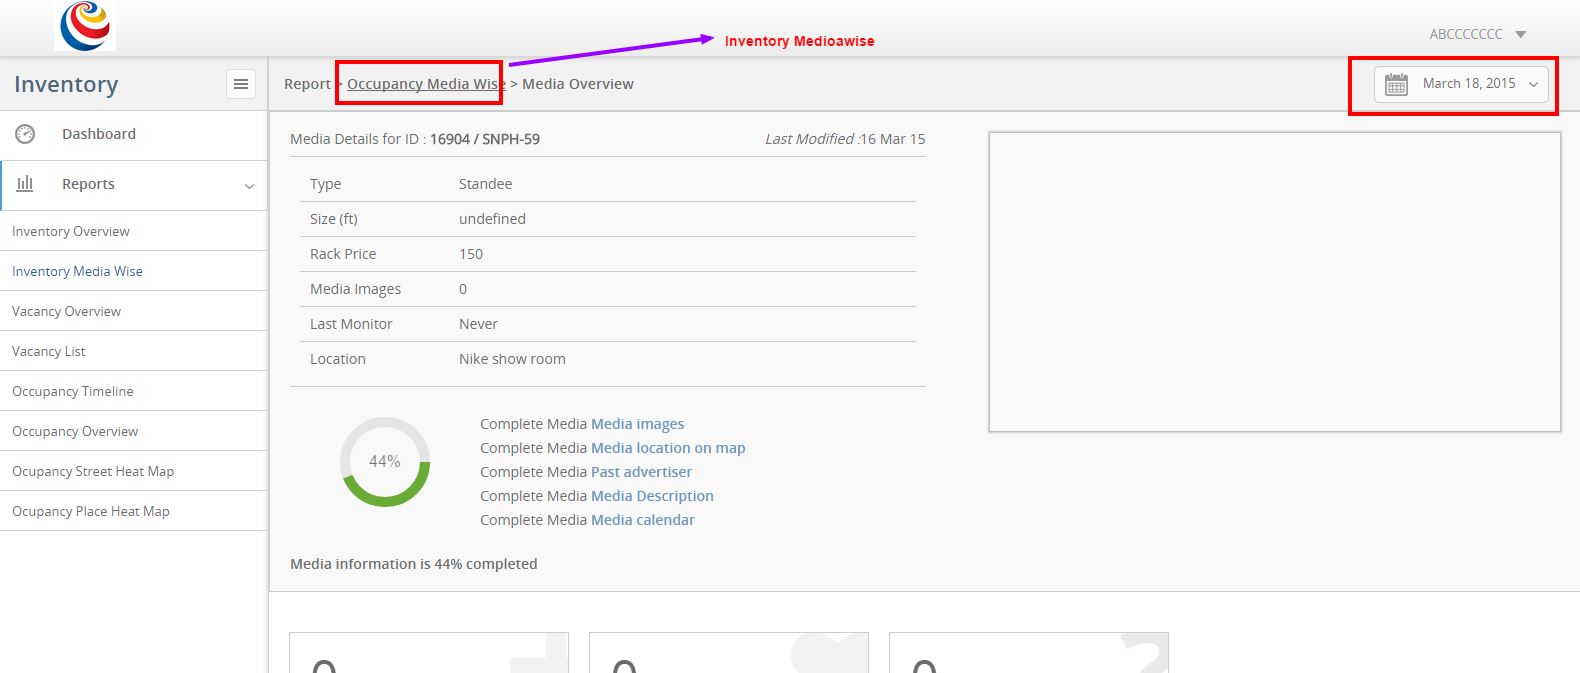 Inventory Medioawise
ABCCCCCCC
Inventory
Report > Occupancy Media Wise > Media Overview
March 18, 2015
Dashboard
Reports
Inventory Overview
Inventory Media Wise
Vacancy Overview
Vacancy List
Occupancy Timeline
Occupancy Overview
Ocupancy Street Heat Map
Ocupancy Place Heat Map
Media Details for ID : 16904 / SNPH-59
Last Modified :16 Mar 15
Type Standee
Size (ft) undefined
Rack Price 150
Media Images 0
Last Monitor Never
Location Nike show room
44%
Complete Media Media images
Complete Media Media location on map
Complete Media Past advertiser
Complete Media Media Description
Complete Media Media calendar
Media information is 44% completed